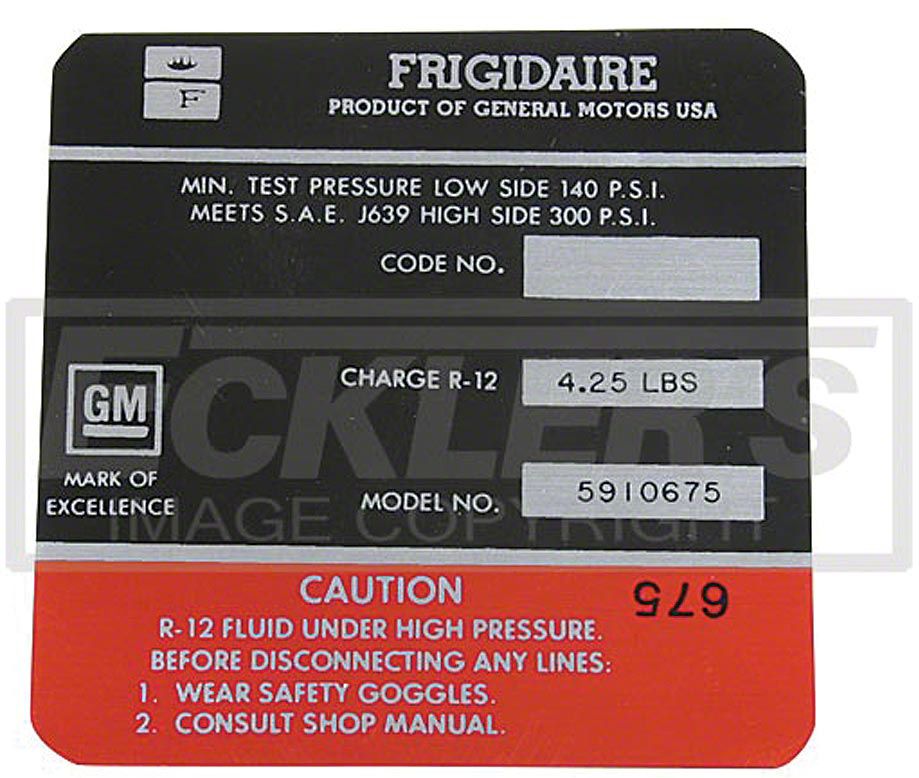 F
FRIGIDAIRE
PRODUCT OF GENERAL MOTORS USA
MIN. TEST PRESSURE LOW SIDE 140 P.S.I.
MEETS S.A.E. J639 HIGH SIDE 300 P.S.I.
CODE NO.
CHARGE R-12 4.25 LBS
GM
MARK OF
EXCELLENCE
MODEL NO. 5910675
ECKLER'S
IMAGE COPYRIGHT
CAUTION
675
R-12 FLUID UNDER HIGH PRESSURE.
BEFORE DISCONNECTING ANY LINES:
1. WEAR SAFETY GOGGLES.
2. CONSULT SHOP MANUAL.